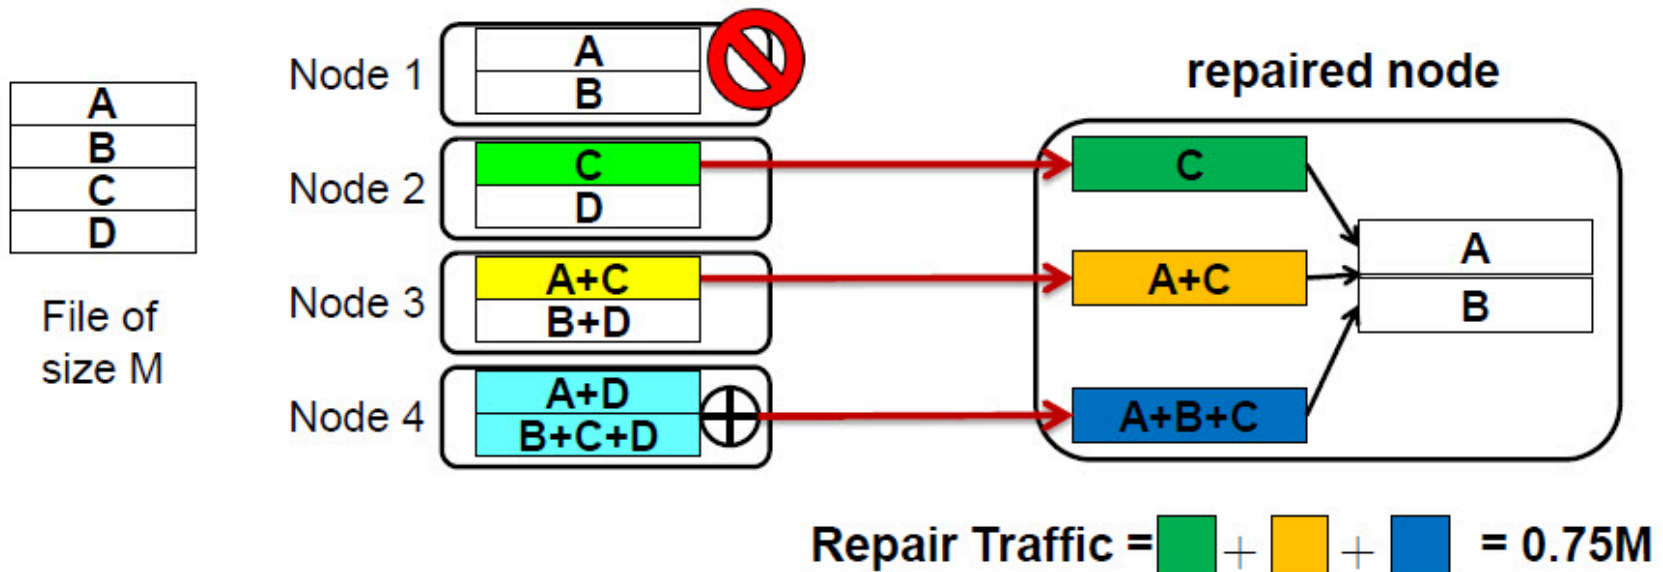 A
B
C
D
File of
size M
Node 1
A
B
Node 2
C
D
Node 3
A+C
B+D
Node 4
A+D
B+C+D
repaired node
C
A+C
A+B+C
A
B
Repair Traffic = + + = 0.75M